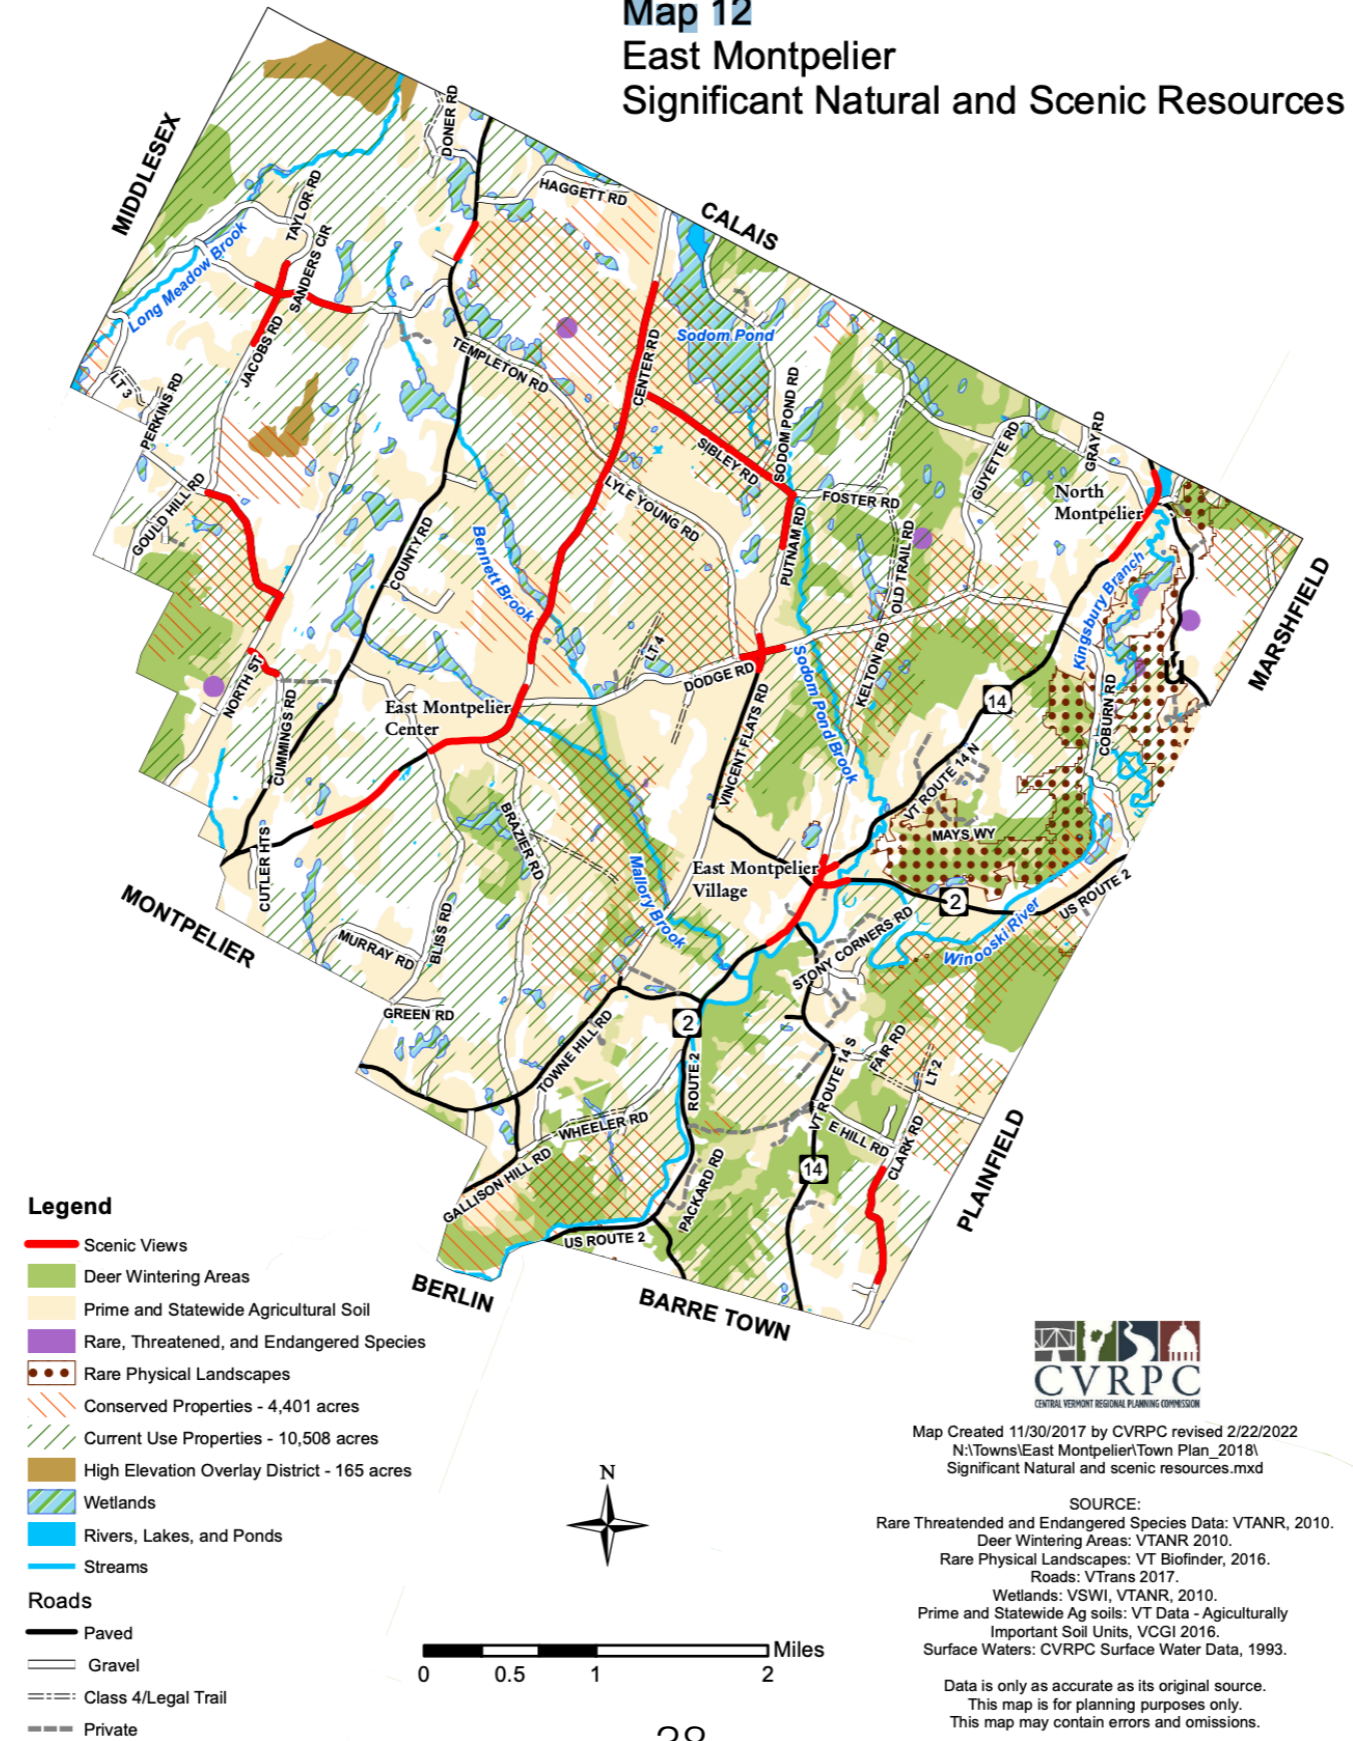 Map 12
East Montpelier
Significant Natural and Scenic Resources
MIDDLESEX
CALAIS
MARSHFIELD
PLAINFIELD
BARRE TOWN
BERLIN
MONTPELIER
DONER RD
HAGGETT RD
TAYLOR RD
SANDERS CIR
Long Meadow Brook
JACOBS RD
LT 3
PERKINS RD
GOULD HILL RD
TEMPLETON RD
CENTER RD
Sodom Pond
SODOM POND RD
SIBLEY RD
LYLE YOUNG RD
FOSTER RD
GUYETTE RD
GRAY RD
North
Montpelier
PUTNAM RD
OLD TRAIL RD
COUNTY RD
Bennett Brook
Kingsbury Branch
LT 4
DODGE RD
KELTON RD
Sodom Pond Brook
NORTH ST
CUMMINGS RD
East Montpelier
Center
VINCENT FLATS RD
14
COBURN RD
VT ROUTE 14 N
MAYS WY
BRAZIER RD
CUTLER HTS
Mallory Brook
East Montpelier
Village
2
US ROUTE 2
Winooski River
STONY CORNERS RD
MURRAY RD
BLISS RD
GREEN RD
TOWNE HILL RD
2
ROUTE 2
VT ROUTE 14 S
FAIR RD
LT 2
WHEELER RD
E HILL RD
CLARK RD
14
GALLISON HILL RD
PACKARD RD
US ROUTE 2
Legend
Scenic Views
Deer Wintering Areas
Prime and Statewide Agricultural Soil
Rare, Threatened, and Endangered Species
Rare Physical Landscapes
Conserved Properties - 4,401 acres
Current Use Properties - 10,508 acres
High Elevation Overlay District - 165 acres
Wetlands
Rivers, Lakes, and Ponds
Streams
Roads
Paved
Gravel
Class 4/Legal Trail
Private
N
0 0.5 1 2 Miles
CVRPC
CENTRAL VERMONT REGIONAL PLANNING COMMISSION
Map Created 11/30/2017 by CVRPC revised 2/22/2022
N:\Towns\East Montpelier\Town Plan_2018\
Significant Natural and scenic resources.mxd
SOURCE:
Rare Threatended and Endangered Species Data: VTANR, 2010.
Deer Wintering Areas: VTANR 2010.
Rare Physical Landscapes: VT Biofinder, 2016.
Roads: VTrans 2017.
Wetlands: VSWI, VTANR, 2010.
Prime and Statewide Ag soils: VT Data - Agiculturally
Important Soil Units, VCGI 2016.
Surface Waters: CVRPC Surface Water Data, 1993.
Data is only as accurate as its original source.
This map is for planning purposes only.
This map may contain errors and omissions.